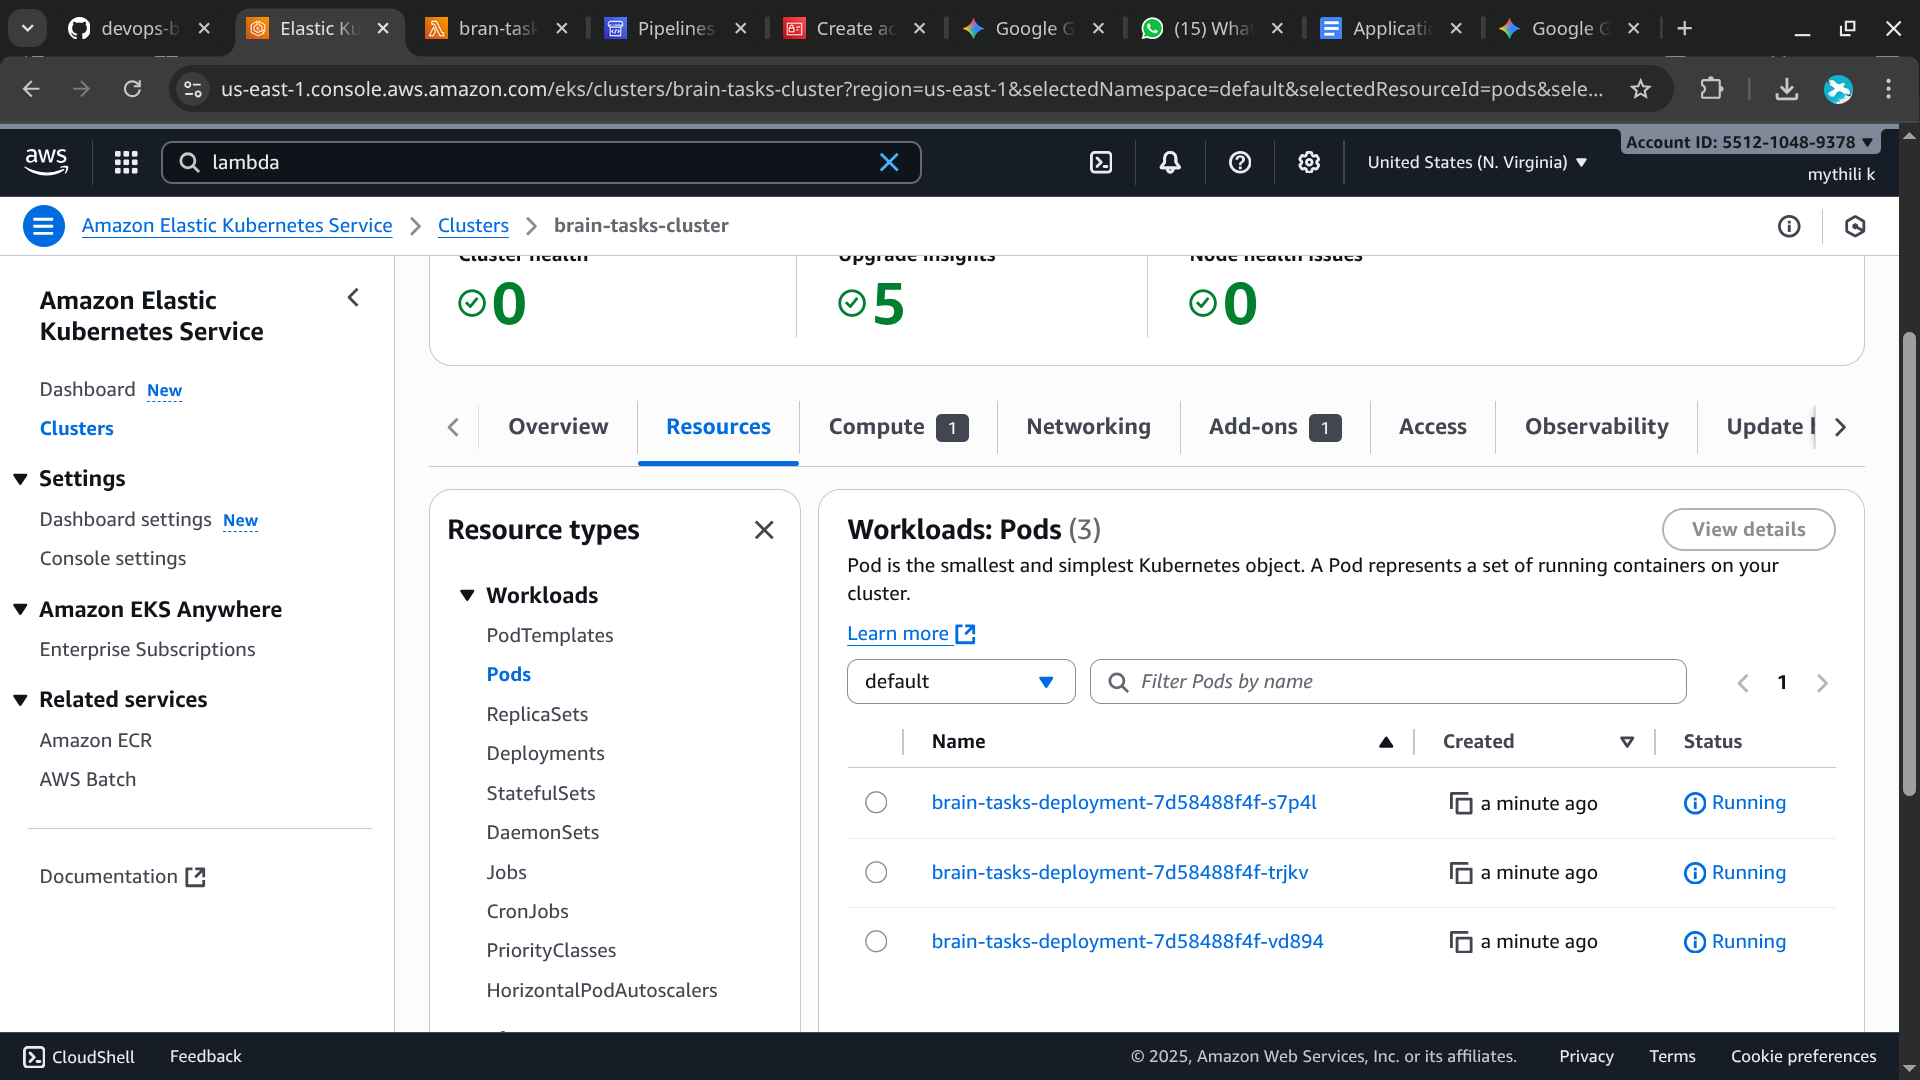 devops-b
Elastic Ku
bran-task
Pipelines
Create ac
Google G
(15) What
Applicati
Google G
us-east-1.console.aws.amazon.com/eks/clusters/brain-tasks-cluster?region=us-east-1&selectedNamespace=default&selectedResourceId=pods&sele...
aws
lambda
United States (N. Virginia)
Account ID: 5512-1048-9378
mythili k
Amazon Elastic Kubernetes Service
Clusters
brain-tasks-cluster
Amazon Elastic
Kubernetes Service
Dashboard New
Clusters
Settings
Dashboard settings New
Console settings
Amazon EKS Anywhere
Enterprise Subscriptions
Related services
Amazon ECR
AWS Batch
Documentation
Cluster health
Upgrade insights
Node health issues
0
5
0
Overview
Resources
Compute 1
Networking
Add-ons 1
Access
Observability
Update h
Resource types
Workloads
PodTemplates
Pods
ReplicaSets
Deployments
StatefulSets
DaemonSets
Jobs
CronJobs
PriorityClasses
HorizontalPodAutoscalers
Workloads: Pods (3)
View details
Pod is the smallest and simplest Kubernetes object. A Pod represents a set of running containers on your
cluster.
Learn more
default
Filter Pods by name
1
Name Created Status
brain-tasks-deployment-7d58488f4f-s7p4l a minute ago Running
brain-tasks-deployment-7d58488f4f-trjkv a minute ago Running
brain-tasks-deployment-7d58488f4f-vd894 a minute ago Running
CloudShell
Feedback
© 2025, Amazon Web Services, Inc. or its affiliates.
Privacy
Terms
Cookie preferences